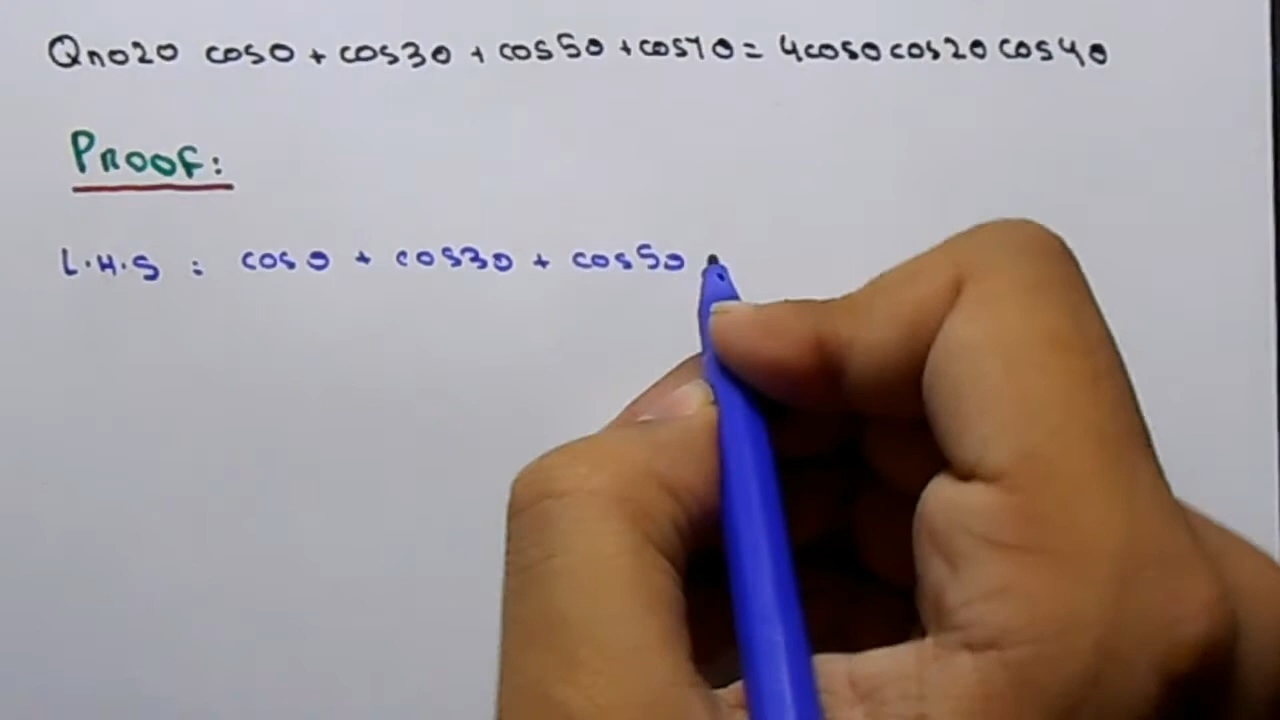 Qno20 cosθ + cos3θ + cos5θ + cos7θ = 4cosθ cos2θ cos4θ
PROOF:
L.H.S : cosθ + cos3θ + cos5θ